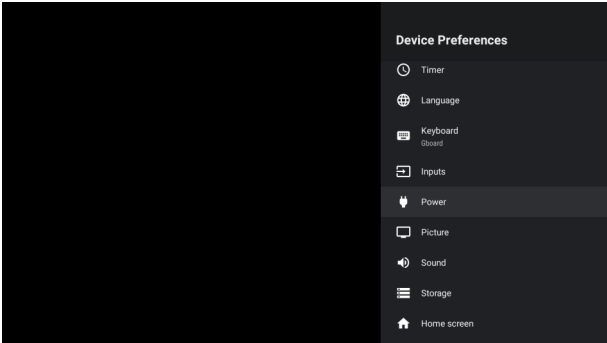 Device Preferences
Timer
Language
Keyboard
Gboard
Inputs
Power
Picture
Sound
Storage
Home screen